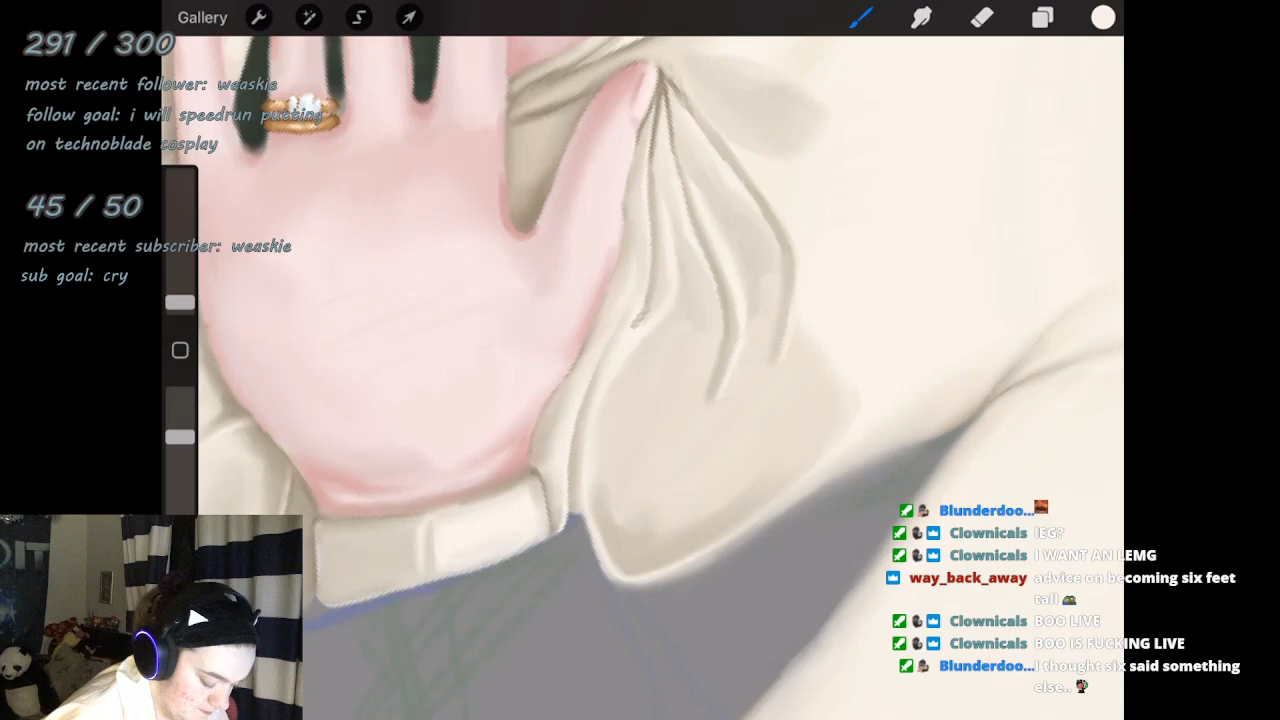 Gallery
291 / 300
most recent follower: weaskie
follow goal: i will speedrun putting
on technoblade cosplay
45 / 50
most recent subscriber: weaskie
sub goal: cry
Blunderdoo...
Clownicals lEG?
Clownicals I WANT AN LEMG
way_back_away advice on becoming six feet
tall
Clownicals BOO LIVE
Clownicals BOO IS FUCKING LIVE
Blunderdoo... I thought six said something
else..